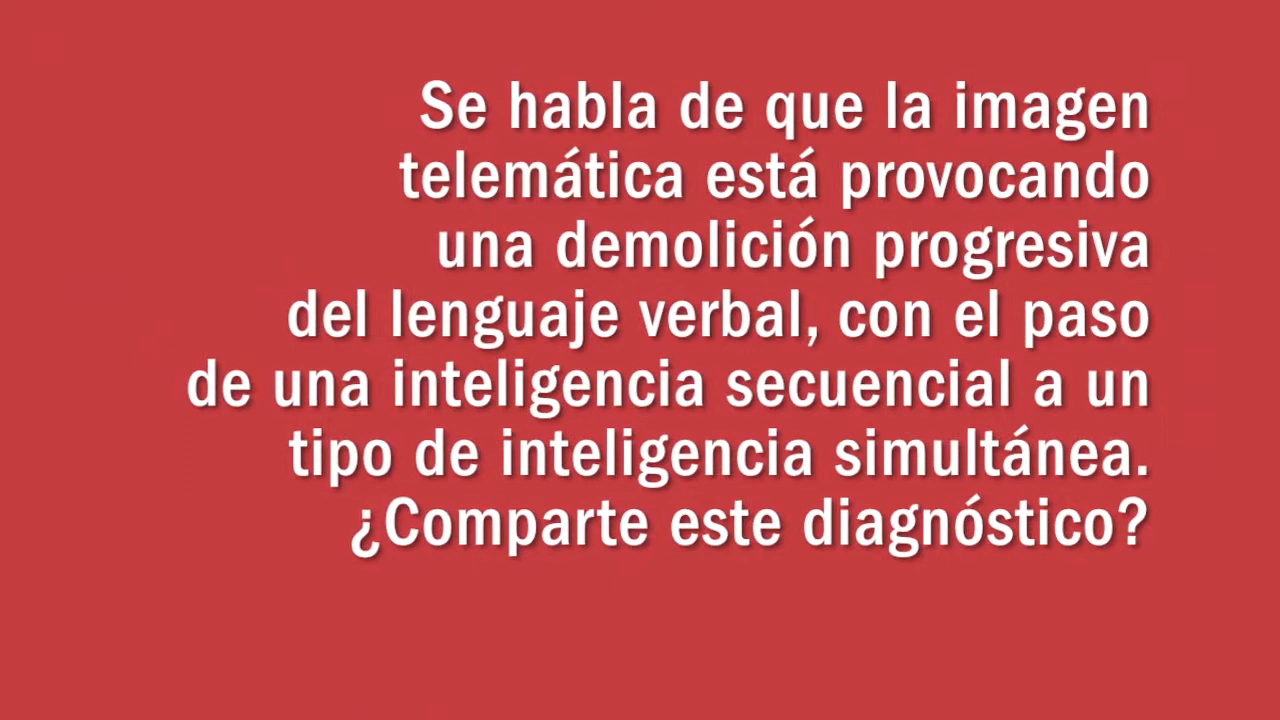 Se habla de que la imagen
telemática está provocando
una demolición progresiva
del lenguaje verbal, con el paso
de una inteligencia secuencial a un
tipo de inteligencia simultánea.
¿Comparte este diagnóstico?